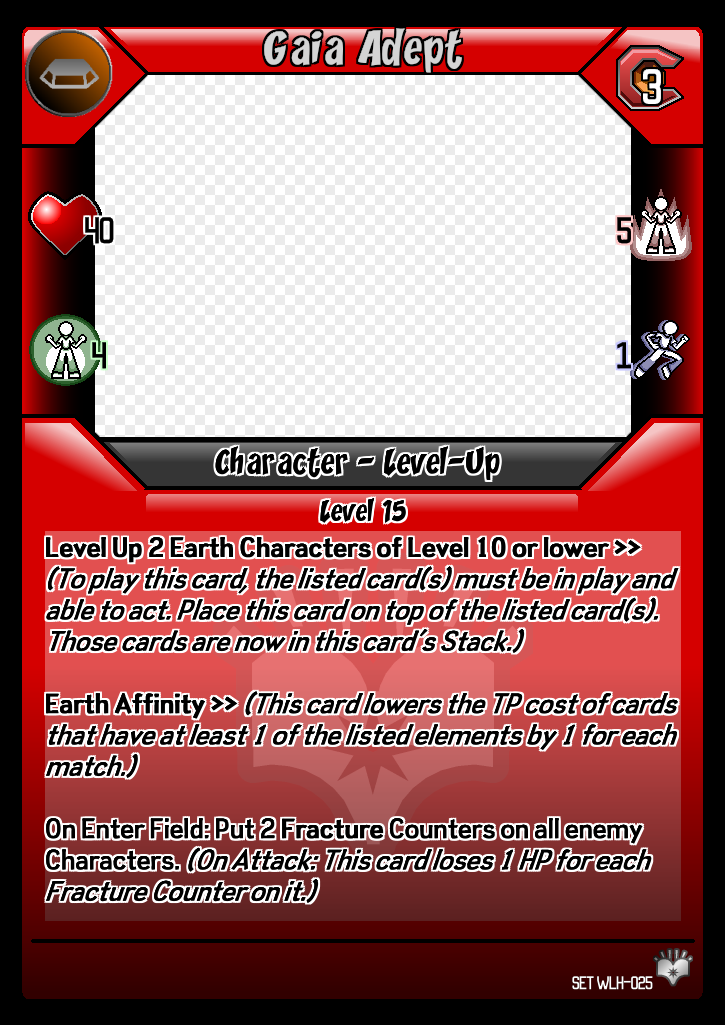 Gaia Adept
3
40
5
4
1
Character - Level-Up
Level 15
Level Up 2 Earth Characters of Level 10 or lower >>
(To play this card, the listed card(s) must be in play and
able to act. Place this card on top of the listed card(s).
Those cards are now in this card's Stack.)
Earth Affinity >> (This card lowers the TP cost of cards
that have at least 1 of the listed elements by 1 for each
match.)
On Enter Field: Put 2 Fracture Counters on all enemy
Characters. (On Attack: This card loses 1 HP for each
Fracture Counter on it.)
SET WLH-025